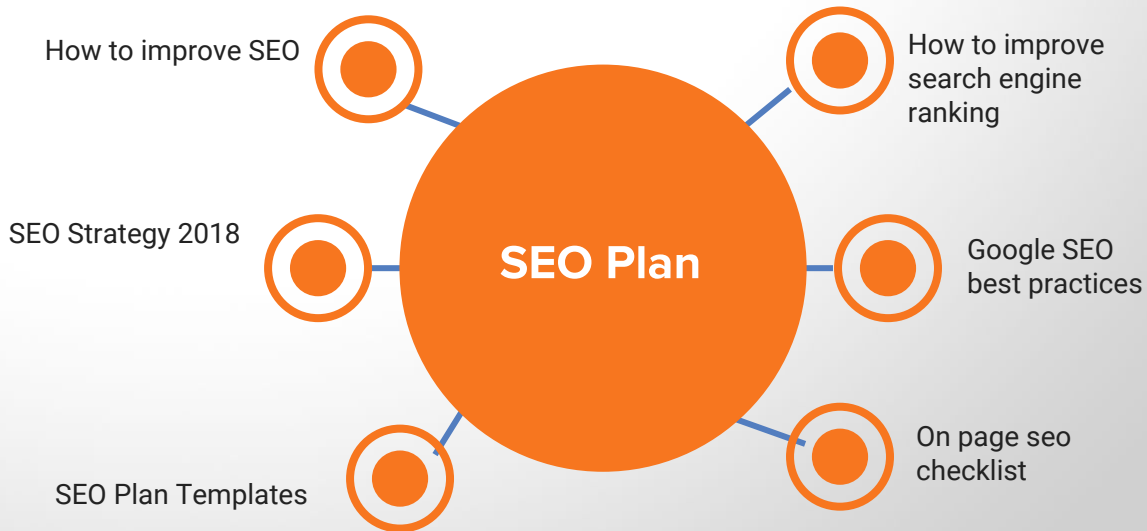 How to improve SEO
How to improve
search engine
ranking
SEO Strategy 2018
SEO Plan
Google SEO
best practices
SEO Plan Templates
On page seo
checklist